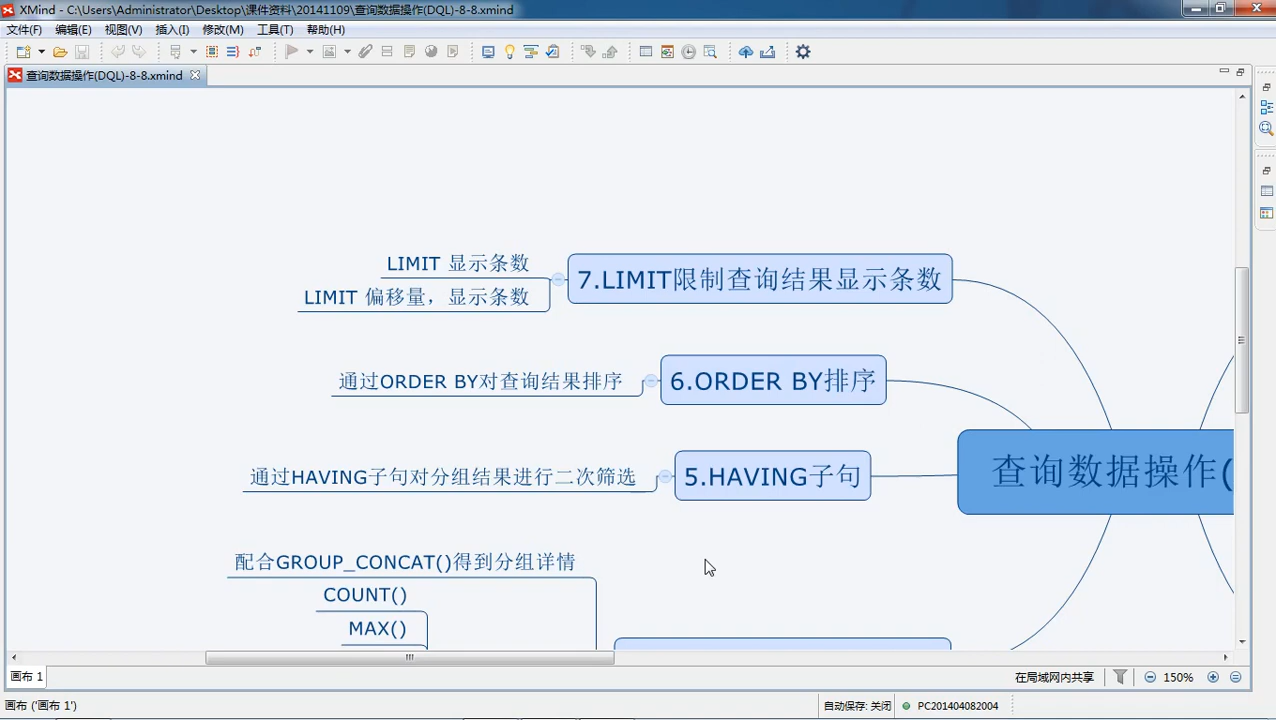 XMind - C:\Users\Administrator\Desktop\课件资料\20141109\查询数据操作(DQL)-8-8.xmind
文件(F) 编辑(E) 视图(V) 插入(I) 修改(M) 工具(T) 帮助(H)
查询数据操作(DQL)-8-8.xmind
LIMIT 显示条数
LIMIT 偏移量，显示条数
7.LIMIT限制查询结果显示条数
通过ORDER BY对查询结果排序
6.ORDER BY排序
通过HAVING子句对分组结果进行二次筛选
5.HAVING子句
查询数据操作(
配合GROUP_CONCAT()得到分组详情
COUNT()
MAX()
画布 1
在局域网内共享
150%
画布 ('画布 1')
自动保存: 关闭
PC201404082004